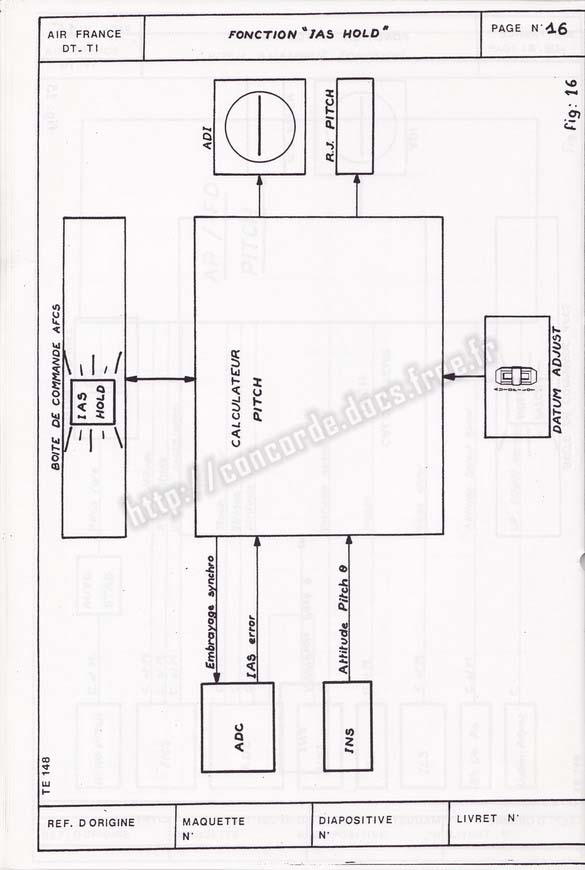 AIR FRANCE
DT. TI
FONCTION "IAS HOLD"
PAGE N° 16
fig: 16
ADI
R.J. PITCH
BOITE DE COMMANDE AFCS
IAS
HOLD
CALCULATEUR
PITCH
DATUM ADJUST
http://concorde.docs.free.fr
Embrayage synchro
IAS error
Attitude Pitch θ
ADC
INS
TE 148
REF. D'ORIGINE
MAQUETTE
N°
DIAPOSITIVE
N°
LIVRET N°